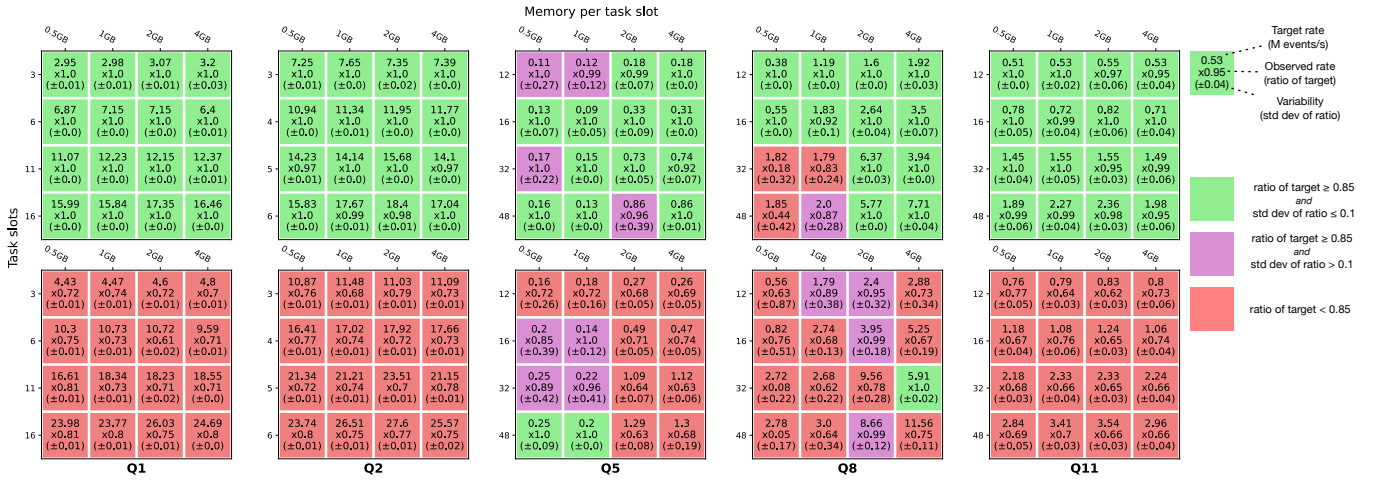 Memory per task slot
Task slots
0.5GB 1GB 2GB 4GB
3 6 11 16
2.95 x1.0 (±0.01) 2.98 x1.0 (±0.01) 3.07 x1.0 (±0.01) 3.2 x1.0 (±0.03)
6.87 x1.0 (±0.0) 7.15 x1.0 (±0.0) 7.15 x1.0 (±0.0) 6.4 x1.0 (±0.01)
11.07 x1.0 (±0.0) 12.23 x1.0 (±0.0) 12.15 x1.0 (±0.0) 12.37 x1.0 (±0.01)
15.99 x1.0 (±0.0) 15.84 x1.0 (±0.0) 17.35 x1.0 (±0.0) 16.46 x1.0 (±0.0)
0.5GB 1GB 2GB 4GB
3 4 5 6
7.25 x1.0 (±0.0) 7.65 x1.0 (±0.01) 7.35 x1.0 (±0.02) 7.39 x1.0 (±0.0)
10.94 x1.0 (±0.0) 11.34 x1.0 (±0.01) 11.95 x1.0 (±0.02) 11.77 x1.0 (±0.0)
14.23 x0.97 (±0.01) 14.14 x1.0 (±0.0) 15.68 x1.0 (±0.01) 14.1 x0.97 (±0.0)
15.83 x1.0 (±0.0) 17.67 x0.99 (±0.01) 18.4 x0.98 (±0.01) 17.04 x1.0 (±0.0)
0.5GB 1GB 2GB 4GB
12 16 32 48
0.11 x1.0 (±0.27) 0.12 x0.99 (±0.12) 0.18 x0.99 (±0.07) 0.18 x1.0 (±0.0)
0.13 x1.0 (±0.07) 0.09 x1.0 (±0.05) 0.33 x1.0 (±0.09) 0.31 x1.0 (±0.0)
0.17 x1.0 (±0.22) 0.15 x1.0 (±0.0) 0.73 x1.0 (±0.05) 0.74 x0.92 (±0.07)
0.16 x1.0 (±0.0) 0.13 x1.0 (±0.0) 0.86 x0.96 (±0.39) 0.86 x1.0 (±0.01)
0.5GB 1GB 2GB 4GB
12 16 32 48
0.38 x1.0 (±0.0) 1.19 x1.0 (±0.0) 1.6 x1.0 (±0.0) 1.92 x1.0 (±0.03)
0.55 x1.0 (±0.0) 1.83 x0.92 (±0.1) 2.64 x1.0 (±0.04) 3.5 x1.0 (±0.07)
1.82 x0.18 (±0.32) 1.79 x0.83 (±0.24) 6.37 x1.0 (±0.03) 3.94 x1.0 (±0.0)
1.85 x0.44 (±0.42) 2.0 x0.87 (±0.28) 5.77 x1.0 (±0.0) 7.71 x1.0 (±0.04)
0.5GB 1GB 2GB 4GB
12 16 32 48
0.51 x1.0 (±0.04) 0.53 x1.0 (±0.02) 0.55 x0.97 (±0.06) 0.53 x0.95 (±0.04)
0.78 x1.0 (±0.05) 0.72 x0.99 (±0.04) 0.82 x1.0 (±0.06) 0.71 x1.0 (±0.04)
1.45 x1.0 (±0.04) 1.55 x1.0 (±0.05) 1.55 x0.95 (±0.03) 1.49 x0.99 (±0.06)
1.89 x0.99 (±0.06) 2.27 x0.99 (±0.04) 2.36 x0.98 (±0.06) 1.98 x0.95 (±0.06)
0.53 x0.95 (±0.04)
Target rate
(M events/s)
Observed rate
(ratio of target)
Variability
(std dev of ratio)
ratio of target ≥ 0.85
and
std dev of ratio ≤ 0.1
ratio of target ≥ 0.85
and
std dev of ratio > 0.1
ratio of target < 0.85
0.5GB 1GB 2GB 4GB
3 6 11 16
4.43 x0.72 (±0.01) 4.47 x0.74 (±0.01) 4.6 x0.72 (±0.02) 4.8 x0.7 (±0.01)
10.3 x0.75 (±0.01) 10.73 x0.73 (±0.01) 10.72 x0.61 (±0.02) 9.59 x0.71 (±0.01)
16.61 x0.81 (±0.01) 18.34 x0.73 (±0.01) 18.23 x0.71 (±0.02) 18.55 x0.71 (±0.0)
23.98 x0.81 (±0.01) 23.77 x0.8 (±0.01) 26.03 x0.75 (±0.01) 24.69 x0.8 (±0.0)
Q1
0.5GB 1GB 2GB 4GB
3 4 5 6
10.87 x0.76 (±0.01) 11.48 x0.68 (±0.01) 11.03 x0.79 (±0.01) 11.09 x0.73 (±0.01)
16.41 x0.77 (±0.01) 17.02 x0.74 (±0.01) 17.92 x0.72 (±0.01) 17.66 x0.73 (±0.01)
21.34 x0.72 (±0.01) 21.21 x0.74 (±0.01) 23.51 x0.7 (±0.01) 21.15 x0.78 (±0.01)
23.74 x0.8 (±0.01) 26.51 x0.75 (±0.01) 27.6 x0.77 (±0.01) 25.57 x0.75 (±0.02)
Q2
0.5GB 1GB 2GB 4GB
12 16 32 48
0.16 x0.72 (±0.26) 0.18 x0.72 (±0.16) 0.27 x0.68 (±0.05) 0.26 x0.69 (±0.15)
0.2 x0.85 (±0.39) 0.14 x1.0 (±0.12) 0.49 x0.71 (±0.05) 0.47 x0.74 (±0.05)
0.25 x0.89 (±0.42) 0.22 x0.96 (±0.41) 1.09 x0.64 (±0.07) 1.12 x0.63 (±0.06)
0.25 x1.0 (±0.09) 0.2 x1.0 (±0.0) 1.29 x0.63 (±0.08) 1.3 x0.68 (±0.19)
Q5
0.5GB 1GB 2GB 4GB
12 16 32 48
0.56 x0.63 (±0.87) 1.79 x0.89 (±0.38) 2.4 x0.95 (±0.32) 2.88 x0.73 (±0.34)
0.82 x0.76 (±0.51) 2.74 x0.68 (±0.13) 3.95 x0.99 (±0.18) 5.25 x0.67 (±0.19)
2.72 x0.08 (±0.22) 2.68 x0.62 (±0.22) 9.56 x0.78 (±0.28) 5.91 x1.0 (±0.02)
2.78 x0.05 (±0.17) 3.0 x0.64 (±0.34) 8.66 x0.99 (±0.12) 11.56 x0.75 (±0.11)
Q8
0.5GB 1GB 2GB 4GB
12 16 32 48
0.76 x0.77 (±0.05) 0.79 x0.64 (±0.03) 0.83 x0.62 (±0.03) 0.8 x0.73 (±0.06)
1.18 x0.67 (±0.04) 1.08 x0.76 (±0.06) 1.24 x0.65 (±0.03) 1.06 x0.74 (±0.04)
2.18 x0.68 (±0.03) 2.33 x0.66 (±0.04) 2.33 x0.65 (±0.04) 2.24 x0.66 (±0.03)
2.84 x0.69 (±0.05) 3.41 x0.7 (±0.03) 3.54 x0.66 (±0.03) 2.96 x0.66 (±0.04)
Q11